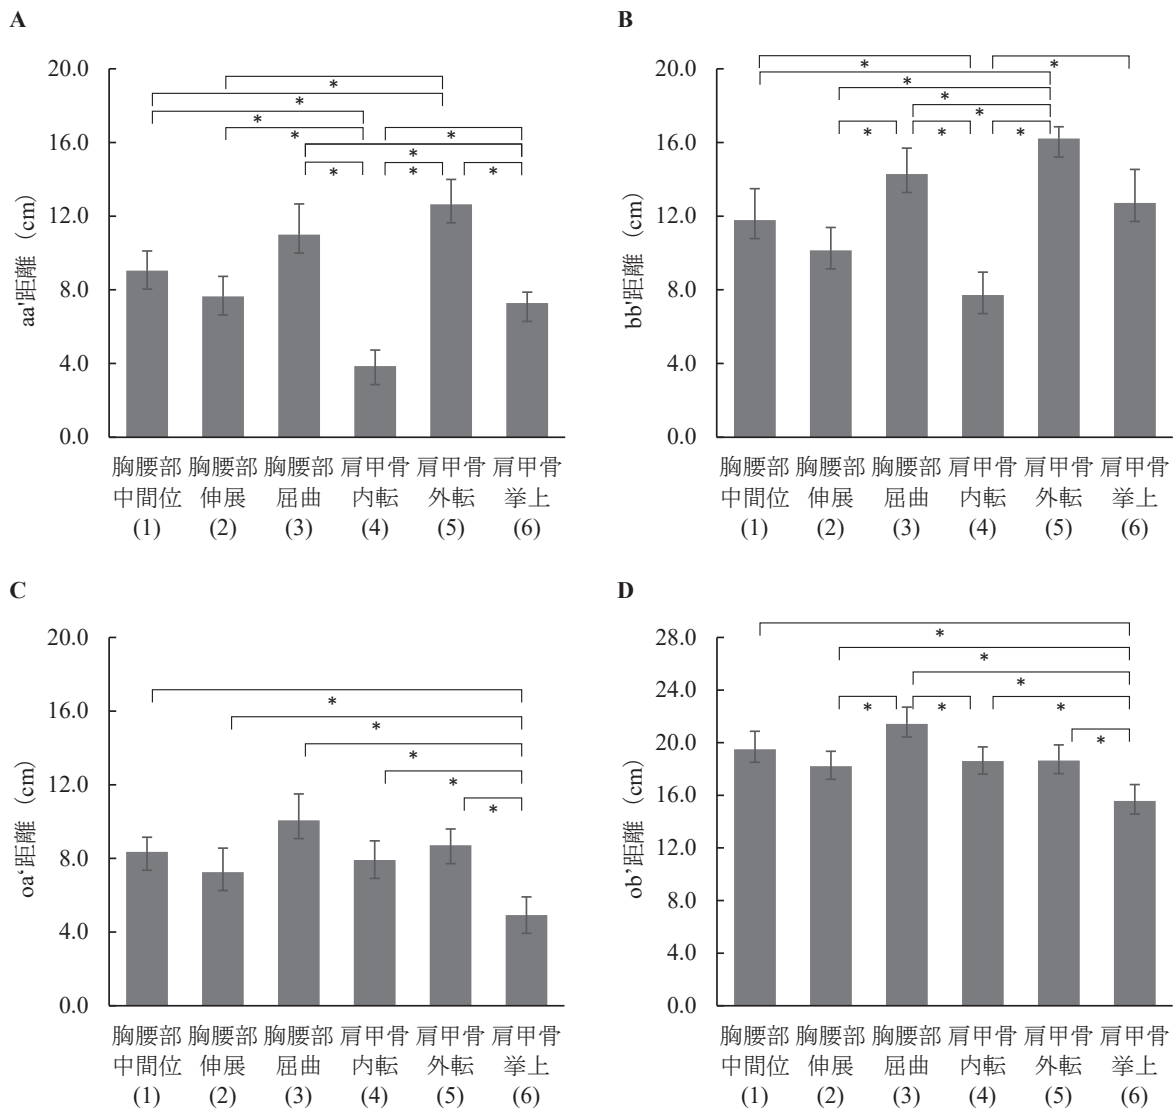 A
aa'距離（cm）
20.0
16.0
12.0
8.0
4.0
0.0
* * * * * * * * *
胸腰部 胸腰部 胸腰部 肩甲骨 肩甲骨 肩甲骨
中間位 伸展 屈曲 内転 外転 挙上
(1) (2) (3) (4) (5) (6)
B
bb'距離（cm）
20.0
16.0
12.0
8.0
4.0
0.0
* * * * * * * *
胸腰部 胸腰部 胸腰部 肩甲骨 肩甲骨 肩甲骨
中間位 伸展 屈曲 内転 外転 挙上
(1) (2) (3) (4) (5) (6)
C
oa‘距離（cm）
20.0
16.0
12.0
8.0
4.0
0.0
* * * * *
胸腰部 胸腰部 胸腰部 肩甲骨 肩甲骨 肩甲骨
中間位 伸展 屈曲 内転 外転 挙上
(1) (2) (3) (4) (5) (6)
D
ob’距離（cm）
28.0
24.0
20.0
16.0
12.0
8.0
4.0
0.0
* * * * * * *
胸腰部 胸腰部 胸腰部 肩甲骨 肩甲骨 肩甲骨
中間位 伸展 屈曲 内転 外転 挙上
(1) (2) (3) (4) (5) (6)